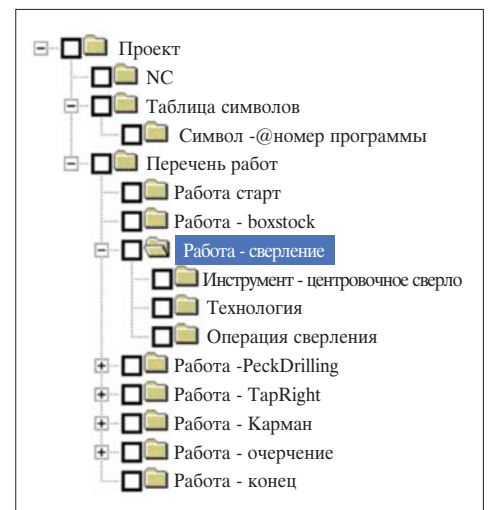 Проект
NC
Таблица символов
Символ -@номер программы
Перечень работ
Работа старт
Работа - boxstock
Работа - сверление
Инструмент - центровочное сверло
Технология
Операция сверления
Работа -PeckDrilling
Работа - TapRight
Работа - Карман
Работа - очерчение
Работа - конец